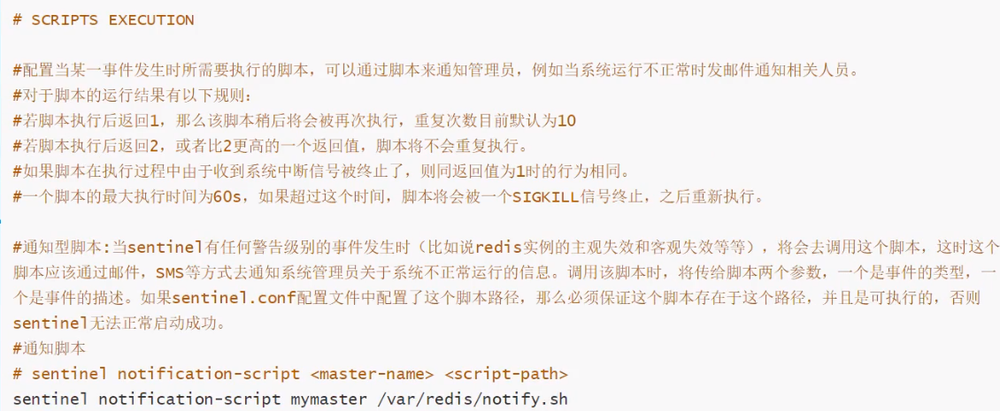 # SCRIPTS EXECUTION
#配置当某一事件发生时所需要执行的脚本，可以通过脚本来通知管理员，例如当系统运行不正常时发邮件通知相关人员。
#对于脚本的运行结果有以下规则：
#若脚本执行后返回1，那么该脚本稍后将会被再次执行，重复次数目前默认为10
#若脚本执行后返回2，或者比2更高的一个返回值，脚本将不会重复执行。
#如果脚本在执行过程中由于收到系统中断信号被终止了，则同返回值为1时的行为相同。
#一个脚本的最大执行时间为60s，如果超过这个时间，脚本将会被一个SIGKILL信号终止，之后重新执行。
#通知型脚本:当sentinel有任何警告级别的事件发生时（比如说redis实例的主观失效和客观失效等等），将会去调用这个脚本，这时这个
脚本应该通过邮件，SMS等方式去通知系统管理员关于系统不正常运行的信息。调用该脚本时，将传给脚本两个参数，一个是事件的类型，一
个是事件的描述。如果sentinel.conf配置文件中配置了这个脚本路径，那么必须保证这个脚本存在于这个路径，并且是可执行的，否则
sentinel无法正常启动成功。
#通知脚本
# sentinel notification-script <master-name> <script-path>
sentinel notification-script mymaster /var/redis/notify.sh